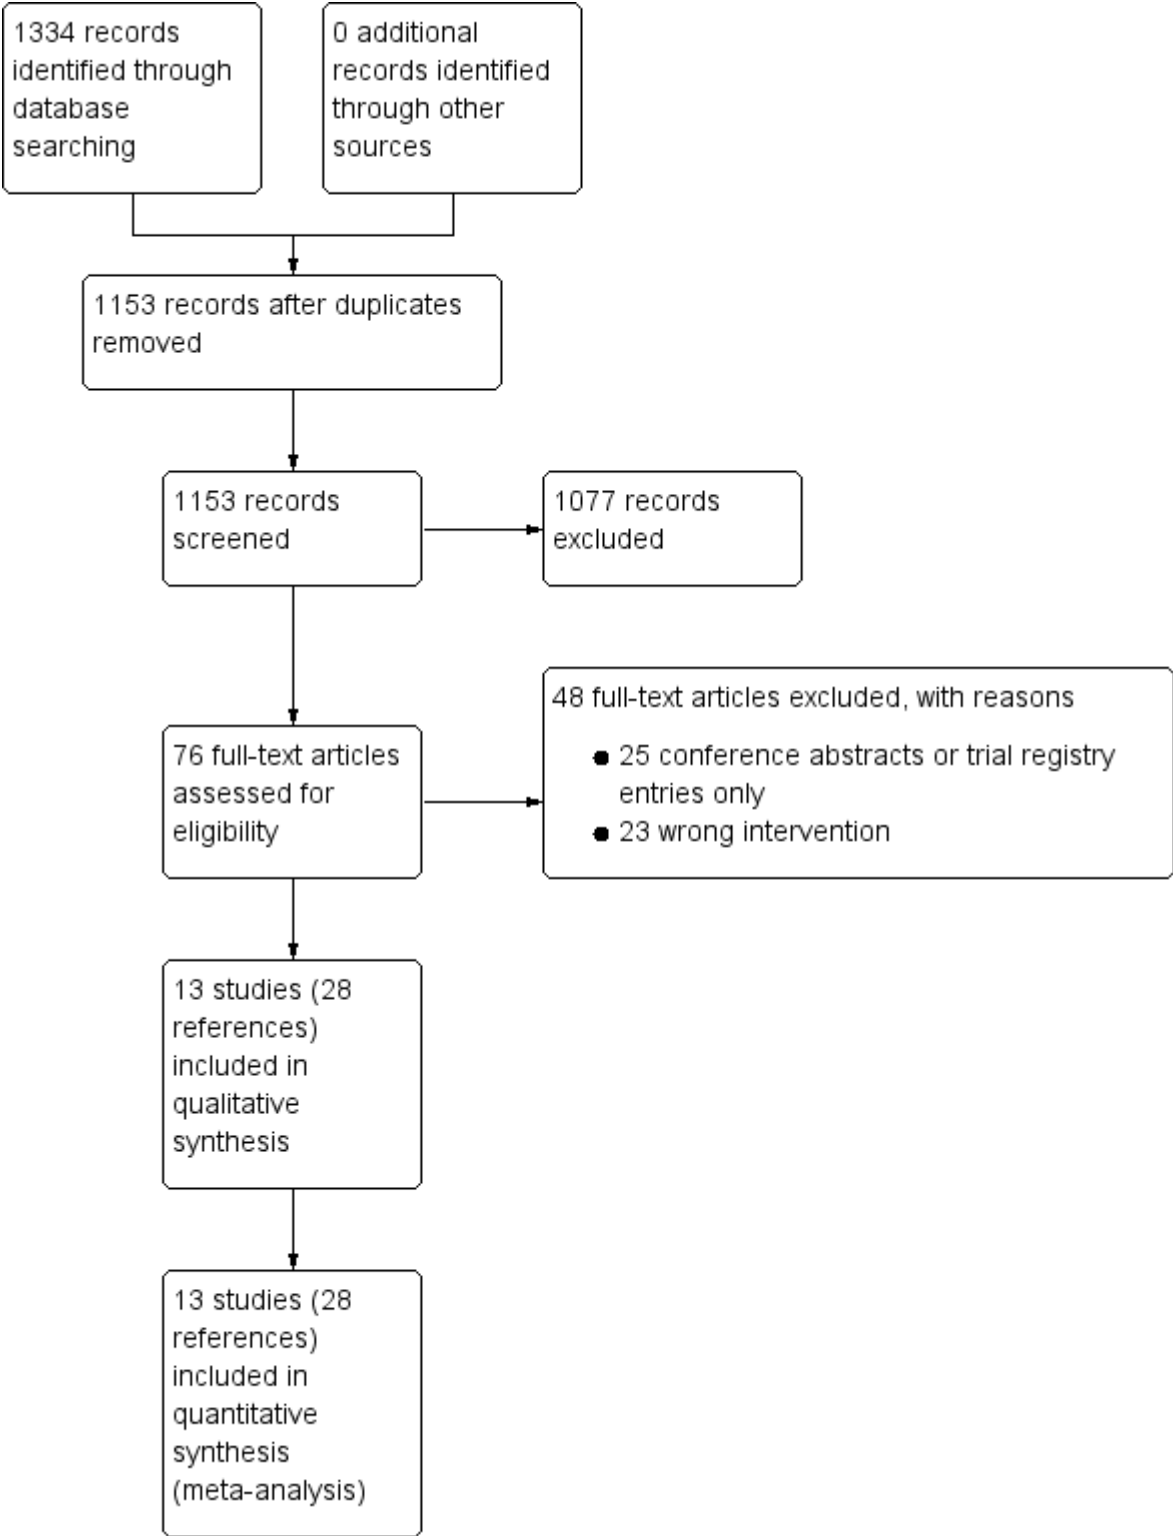 1334 records
identified through
database
searching
0 additional
records identified
through other
sources
1153 records after duplicates
removed
1153 records
screened
1077 records
excluded
76 full-text articles
assessed for
eligibility
48 full-text articles excluded, with reasons
● 25 conference abstracts or trial registry
entries only
● 23 wrong intervention
13 studies (28
references)
included in
qualitative
synthesis
13 studies (28
references)
included in
quantitative
synthesis
(meta-analysis)